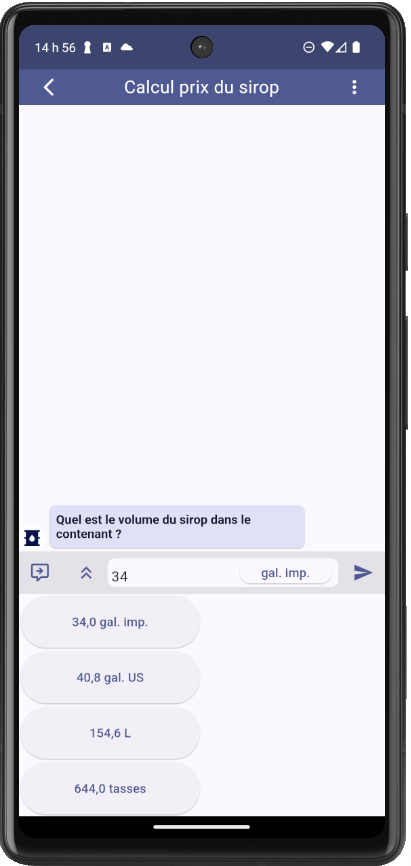 14 h 56
Calcul prix du sirop
Quel est le volume du sirop dans le
contenant ?
34
gal. imp.
34,0 gal. imp.
40,8 gal. US
154,6 L
644,0 tasses